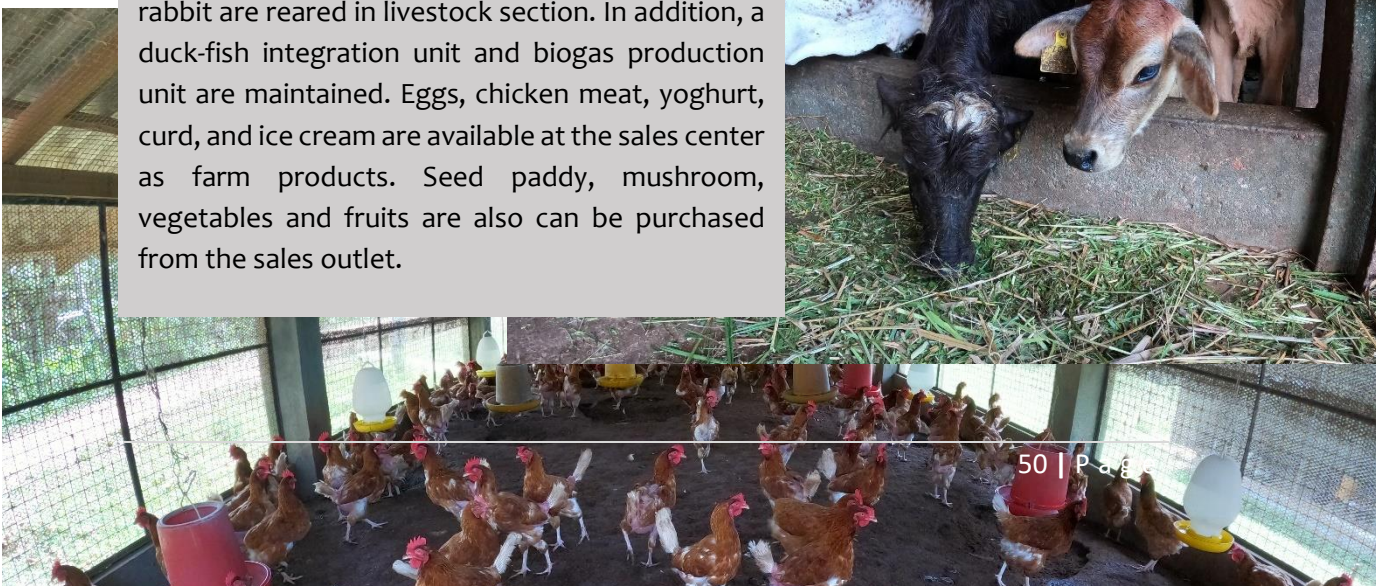 rabbit are reared in livestock section. In addition, a
duck-fish integration unit and biogas production
unit are maintained. Eggs, chicken meat, yoghurt,
curd, and ice cream are available at the sales center
as farm products. Seed paddy, mushroom,
vegetables and fruits are also can be purchased
from the sales outlet.
50 | Page